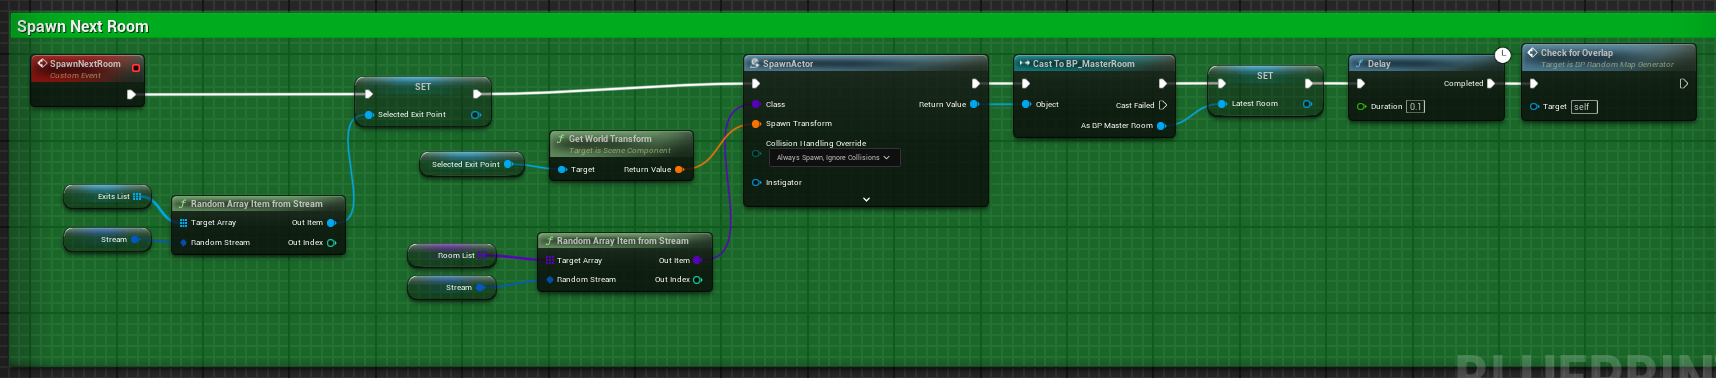 Spawn Next Room
SpawnNextRoom
Custom Event
SET
Selected Exit Point
Exits List
Stream
Random Array Item from Stream
Target Array
Out Item
Random Stream
Out Index
Selected Exit Point
Get World Transform
Target is Scene Component
Target
Return Value
Room List
Stream
Random Array Item from Stream
Target Array
Out Item
Random Stream
Out Index
SpawnActor
Class
Return Value
Spawn Transform
Collision Handling Override
Always Spawn, Ignore Collisions
Instigator
Cast To BP_MasterRoom
Object
Cast Failed
As BP Master Room
SET
Latest Room
Delay
Completed
Duration
0.1
Check for Overlap
Target is BP Random Map Generator
Target
self